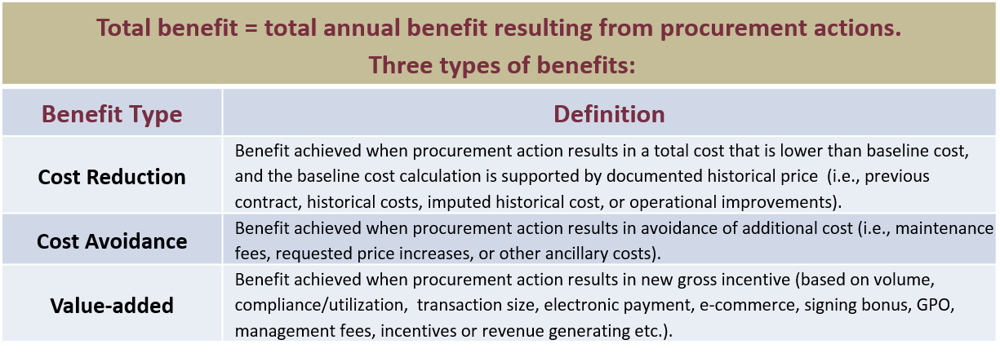 Total benefit = total annual benefit resulting from procurement actions.
Three types of benefits:
Benefit Type
Definition
Cost Reduction
Benefit achieved when procurement action results in a total cost that is lower than baseline cost,
and the baseline cost calculation is supported by documented historical price  (i.e., previous
contract, historical costs, imputed historical cost, or operational improvements).
Cost Avoidance
Benefit achieved when procurement action results in avoidance of additional cost (i.e., maintenance
fees, requested price increases, or other ancillary costs).
Value-added
Benefit achieved when procurement action results in new gross incentive (based on volume,
compliance/utilization,  transaction size, electronic payment, e-commerce, signing bonus, GPO,
management fees, incentives or revenue generating etc.).